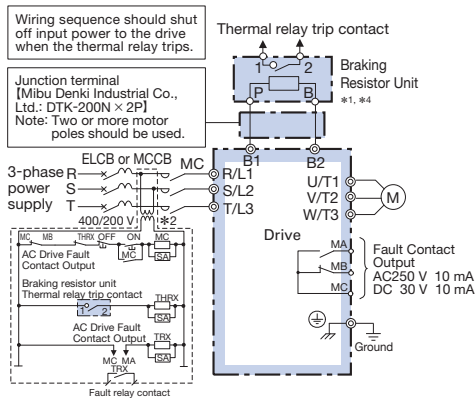 Wiring sequence should shut
off input power to the drive
when the thermal relay trips.
Thermal relay trip contact
1 2
P B
Braking
Resistor Unit
*1, *4
Junction terminal
【Mibu Denki Industrial Co.,
Ltd.: DTK-200N × 2P】
Note: Two or more motor
poles should be used.
ELCB or MCCB MC
B1 B2
3-phase
power
supply
R R/L1
S S/L2
T T/L3
400/200 V *2
U/T1
V/T2
W/T3
M
Drive
MA
MB
MC
Fault Contact
Output
AC250 V 10 mA
DC 30 V 10 mA
Ground
MC MB THRX OFF ON MC
MC
SA
AC Drive Fault
Contact Output
Braking resistor unit
Thermal relay trip contact
1 2
THRX
SA
AC Drive Fault
Contact Output
TRX
SA
MC MA
TRX
Fault relay contact